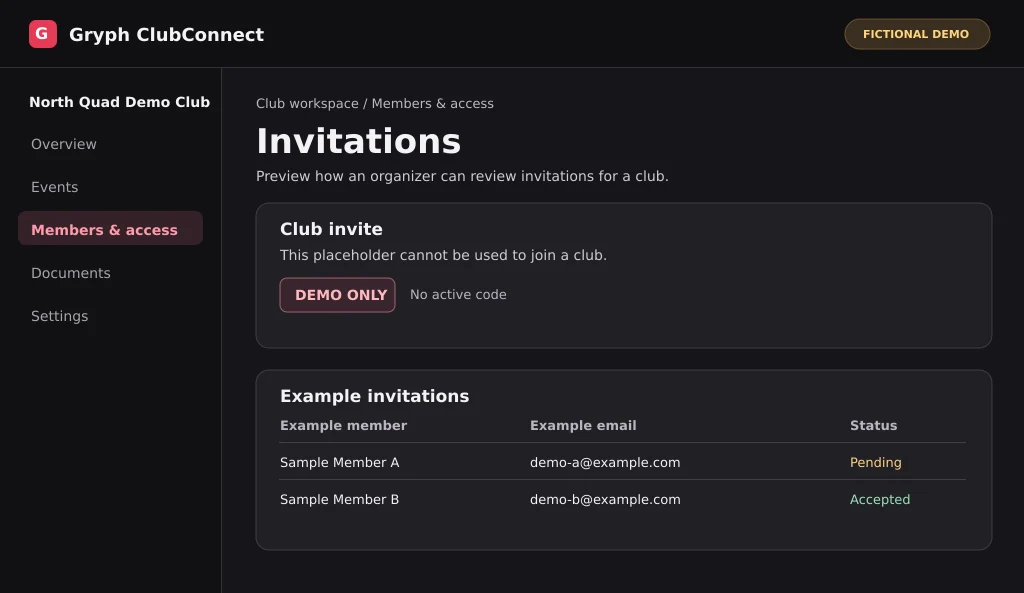 G Gryph ClubConnect
FICTIONAL DEMO
North Quad Demo Club
Overview
Events
Members & access
Documents
Settings
Club workspace / Members & access
Invitations
Preview how an organizer can review invitations for a club.
Club invite
This placeholder cannot be used to join a club.
DEMO ONLY No active code
Example invitations
Example member Example email Status
Sample Member A demo-a@example.com Pending
Sample Member B demo-b@example.com Accepted